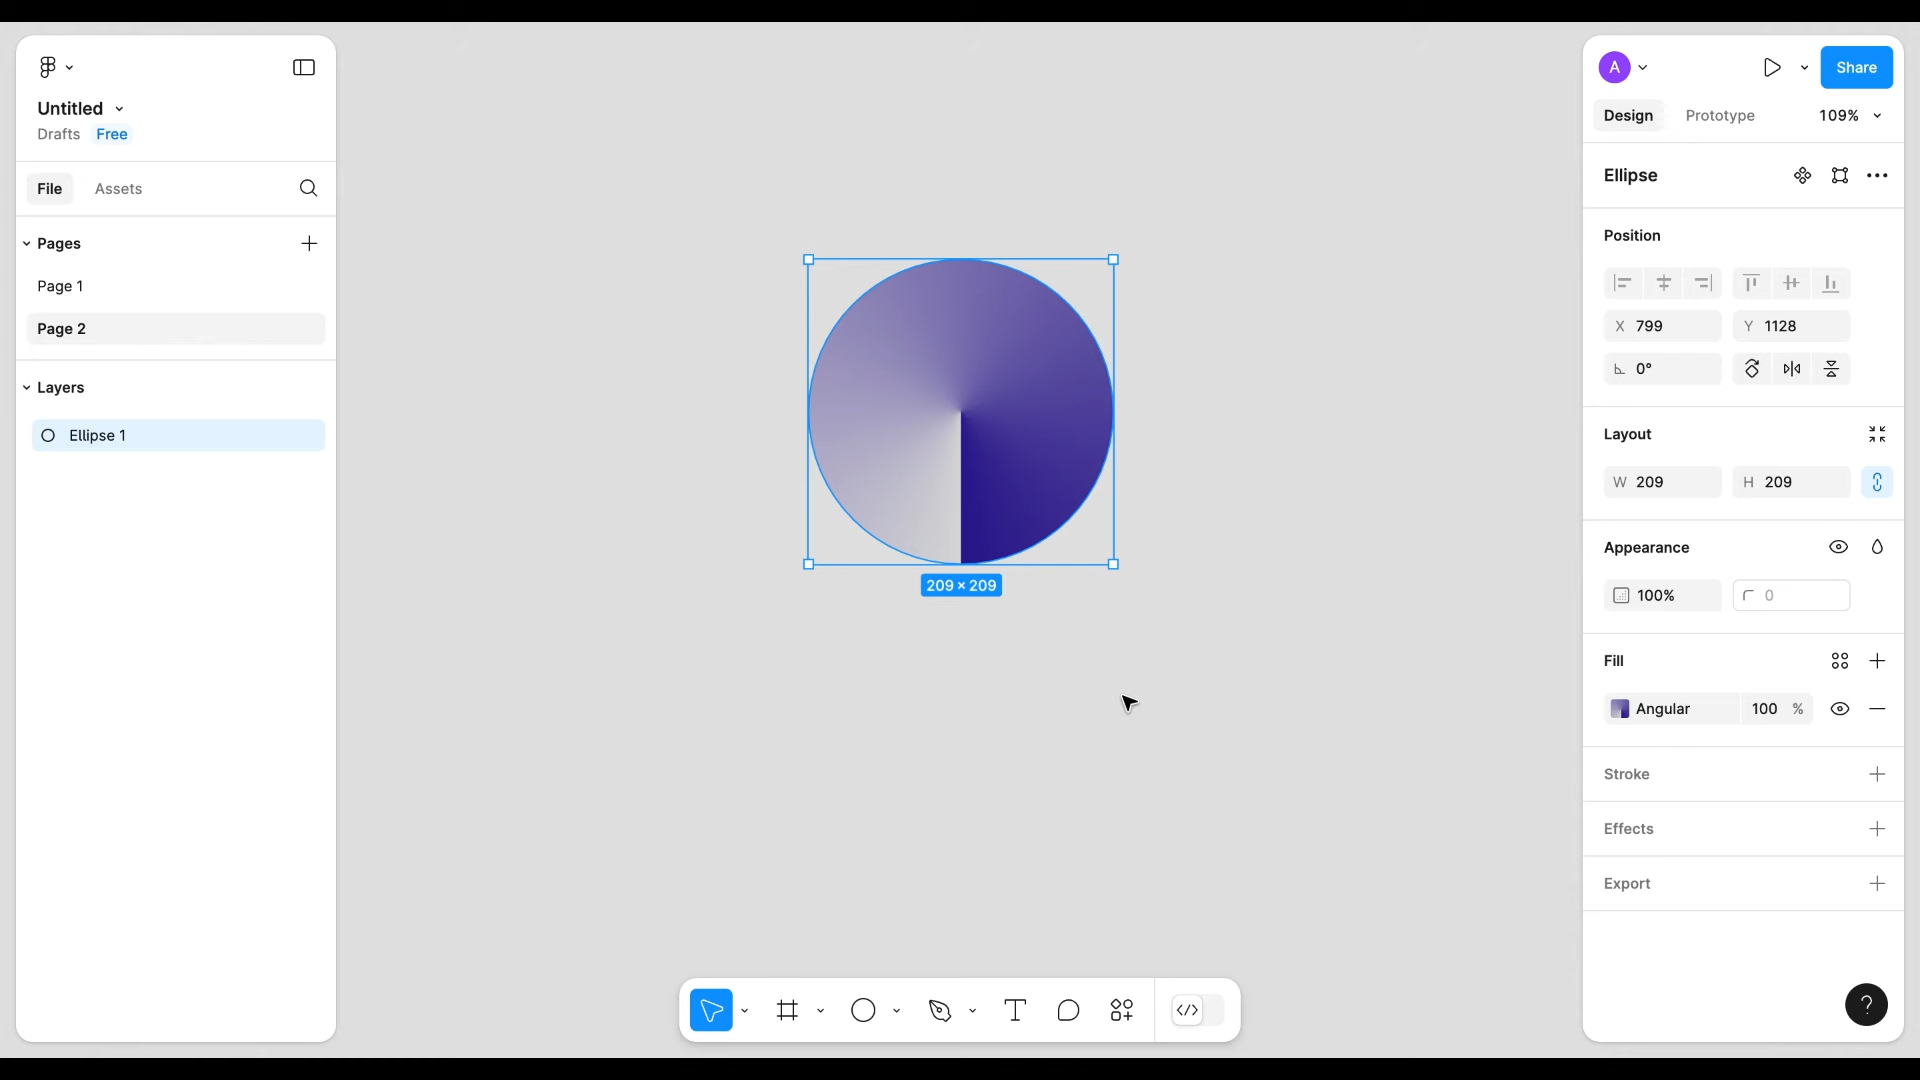 Untitled
Drafts Free
File Assets
Pages
Page 1
Page 2
Layers
Ellipse 1
209 × 209
A
Share
Design Prototype 109%
Ellipse
Position
X 799 Y 1128
0°
Layout
W 209 H 209
Appearance
100% 0
Fill
Angular 100 %
Stroke
Effects
Export
?